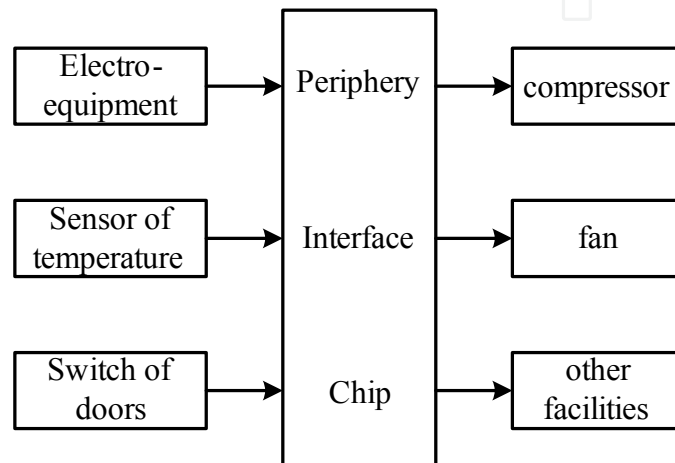 Electro-
equipment
Sensor of
temperature
Switch of
doors
Periphery
Interface
Chip
compressor
fan
other
facilities